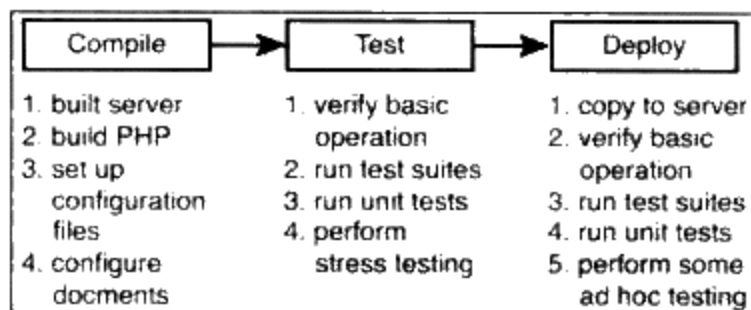 Compile
Test
Deploy
1. built server
2. build PHP
3. set up
configuration
files
4. configure
docments
1. verify basic
operation
2. run test suites
3. run unit tests
4. perform
stress testing
1. copy to server
2. verify basic
operation
3. run test suites
4. run unit tests
5. perform some
ad hoc testing